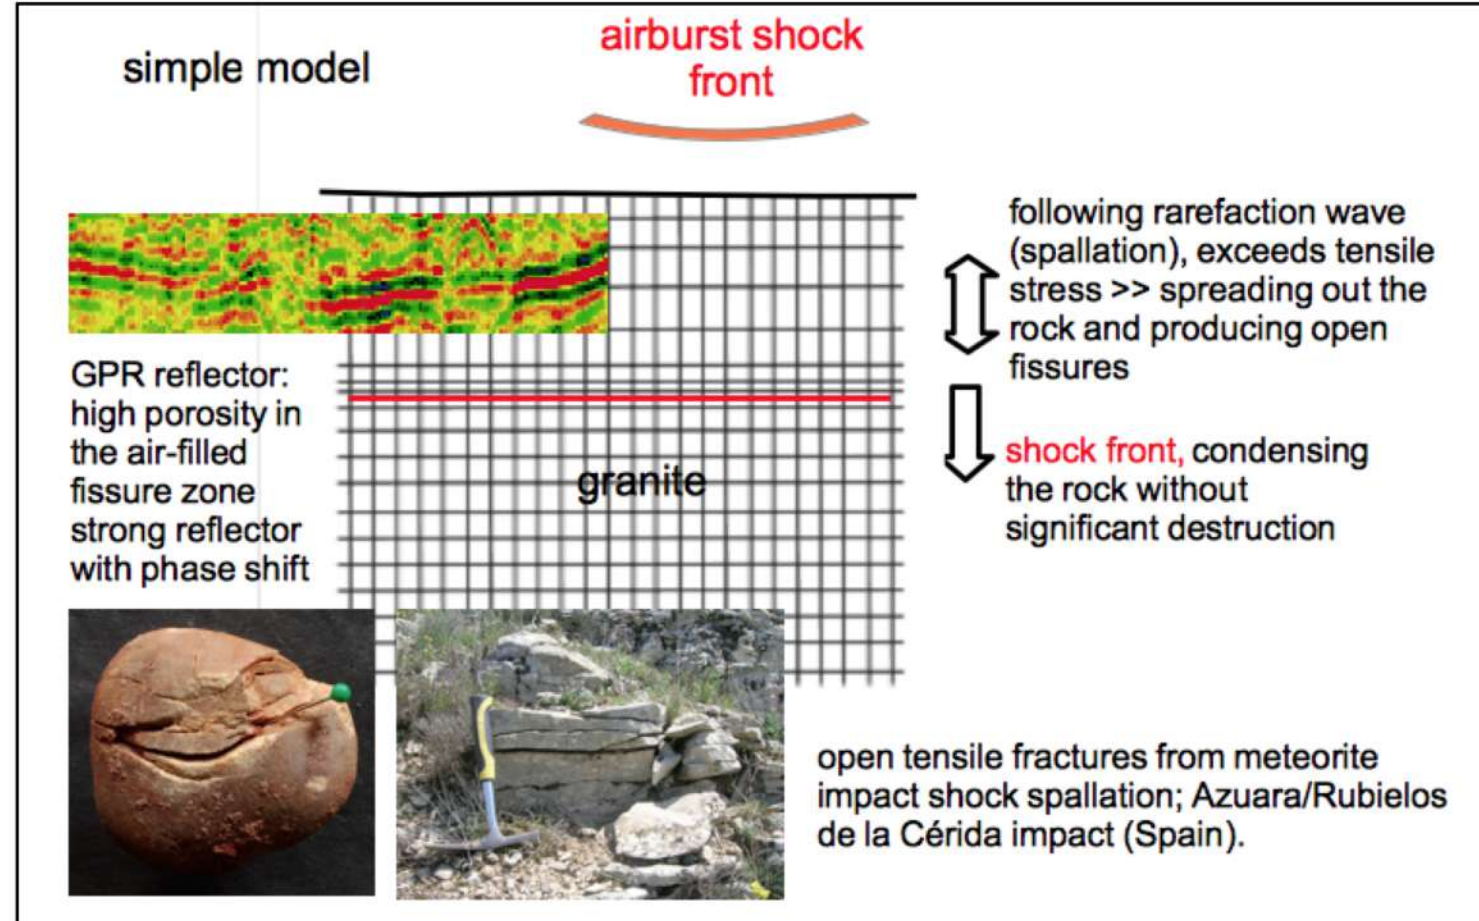 simple model
airburst shock
front
following rarefaction wave
(spallation), exceeds tensile
stress >> spreading out the
rock and producing open
fissures
GPR reflector:
high porosity in
the air-filled
fissure zone
strong reflector
with phase shift
granite
shock front, condensing
the rock without
significant destruction
open tensile fractures from meteorite
impact shock spallation; Azuara/Rubielos
de la Cérida impact (Spain).